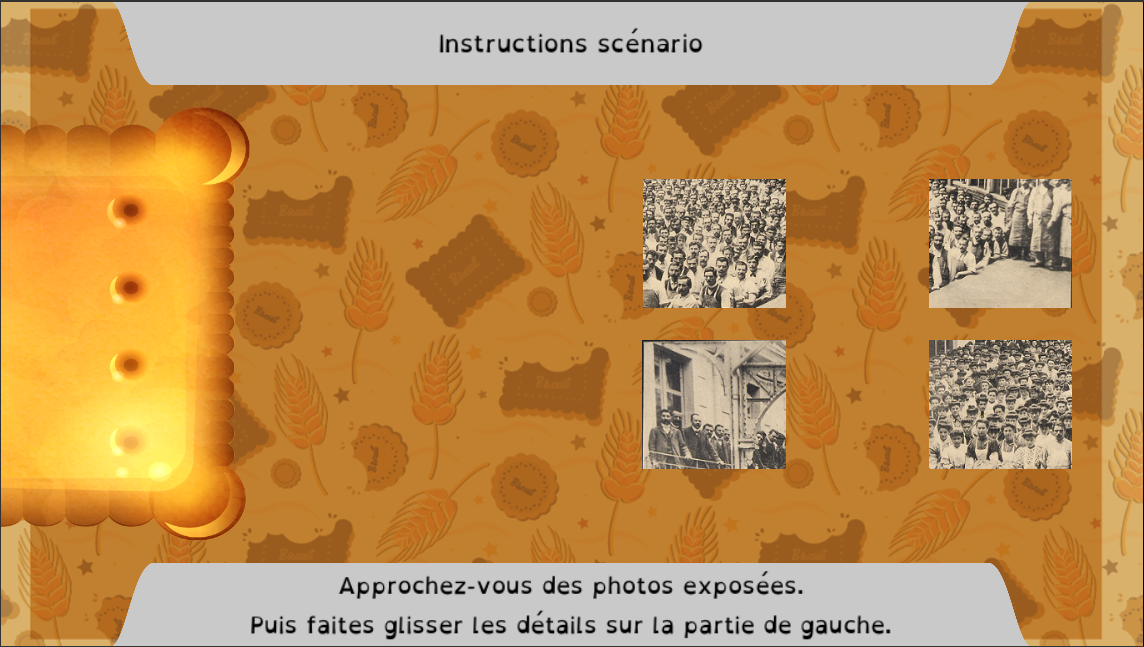 Instructions scénario
Approchez-vous des photos exposées.
Puis faites glisser les détails sur la partie de gauche.